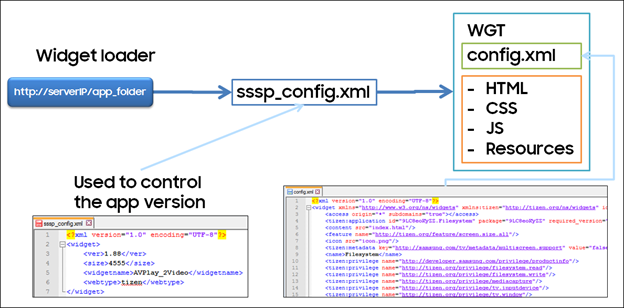 Widget loader
http://serverIP/app_folder
sssp_config.xml
WGT
config.xml
- HTML
- CSS
- JS
- Resources
Used to control
the app version
sssp_config.xml
1 <?xml version="1.0" encoding="UTF-8"?>
2 <widget>
3 <ver>1.88</ver>
4 <size>4555</size>
5 <widgetname>AVPlay_2Video</widgetname>
6 <webtype>tizen</webtype>
7 </widget>
config.xml
1 <?xml version="1.0" encoding="UTF-8"?>
2 <widget xmlns="http://www.w3.org/ns/widgets" xmlns:tizen="http://tizen.org/ns/widgets"
3 <access origin="*" subdomains="true"></access>
4 <tizen:application package= required_version=
5 <content src="index.html"/>
6 <feature name="http://tizen.org/feature/screen.size.all"/>
7 <icon src="icon.png"/>
8 <tizen:metadata key="http://samsung.com/tv/metadata/multiscreen.support" value="false
9 <name>Filesystem</name>
10 <tizen:privilege name="http://developer.samsung.com/privilege/productinfo"/>
11 <tizen:privilege name="http://tizen.org/privilege/filesystem.read"/>
12 <tizen:privilege name="http://tizen.org/privilege/filesystem.write"/>
13 <tizen:privilege name="http://tizen.org/privilege/mediacapture"/>
14 <tizen:privilege name="http://tizen.org/privilege/tv.inputdevice"/>
15 <tizen:privilege name="http://tizen.org/privilege/tv.window"/>